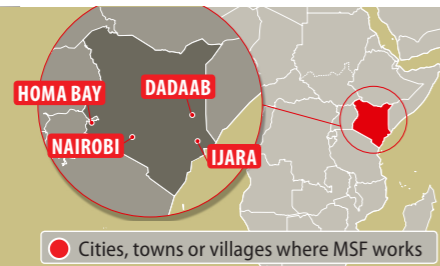 HOMA BAY
DADAAB
NAIROBI
IJARA
Cities, towns or villages where MSF works